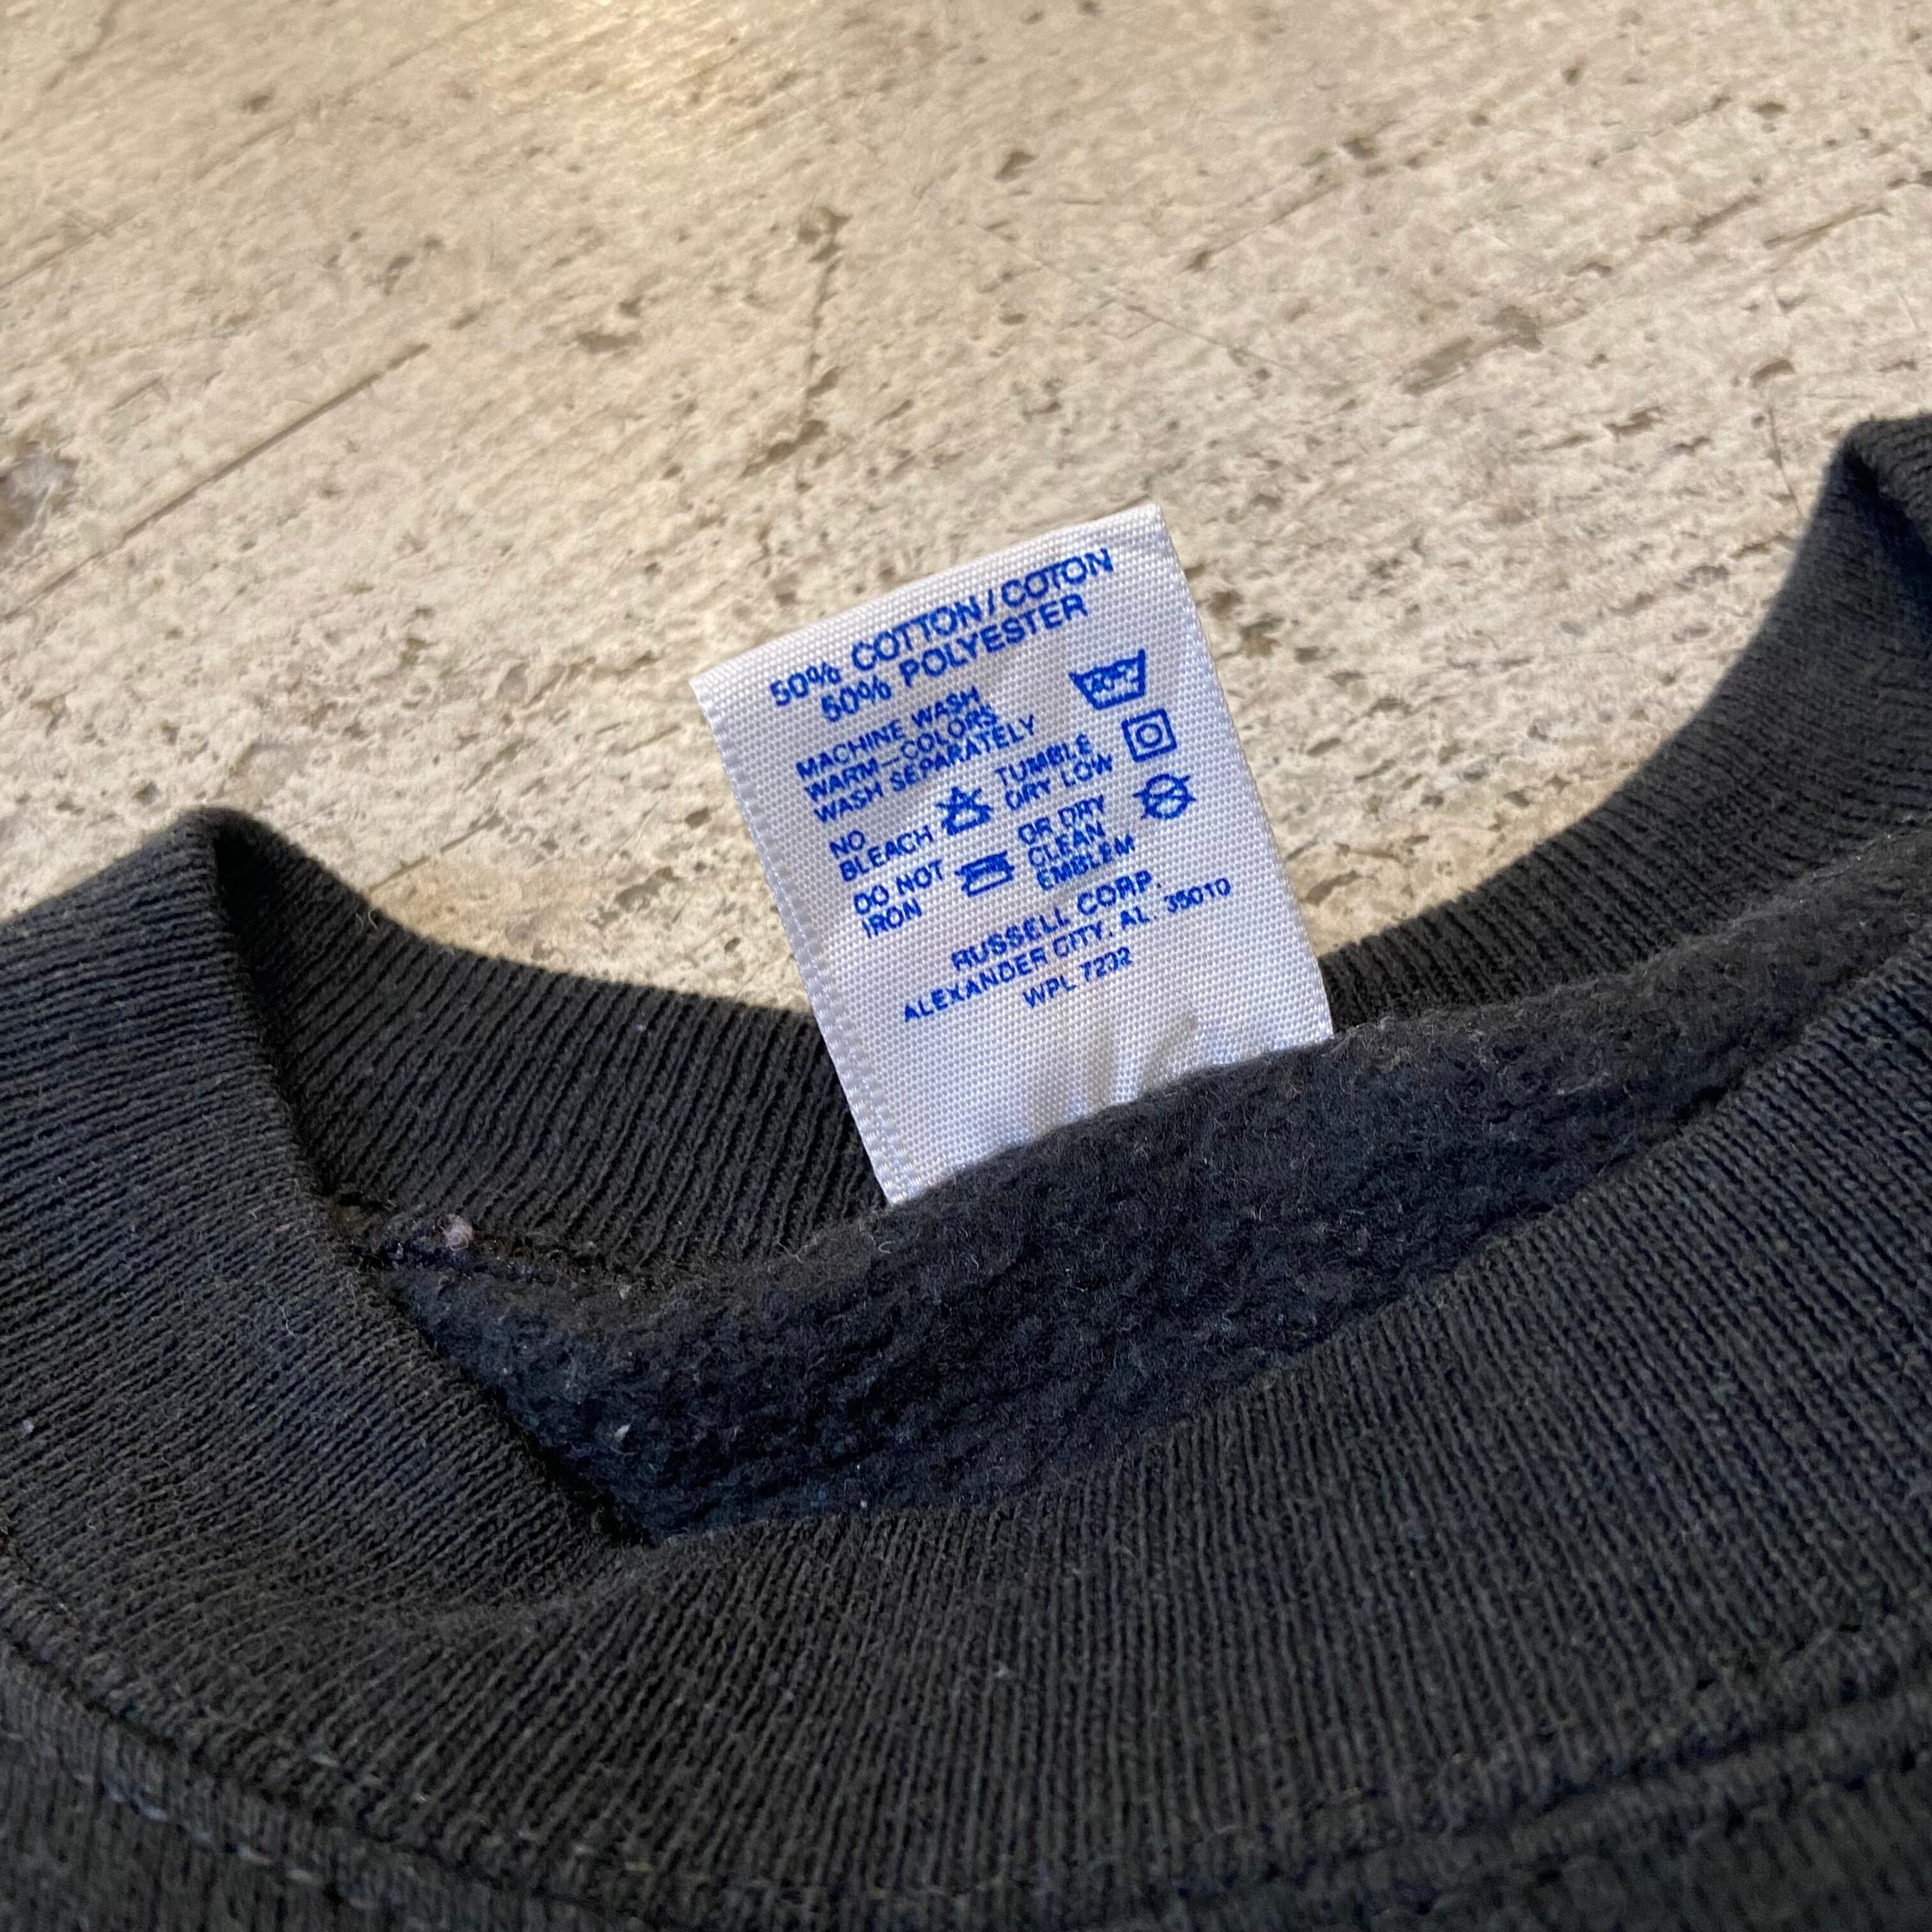 50% COTTON / COTON
50% POLYESTER
MACHINE WASH
WARM-COLORS
WASH SEPARATELY
NO
BLEACH
TUMBLE
DRY LOW
DO NOT
IRON
OR DRY
CLEAN
EMBLEM
RUSSELL CORP.
ALEXANDER CITY, AL 35010
WPL 7232